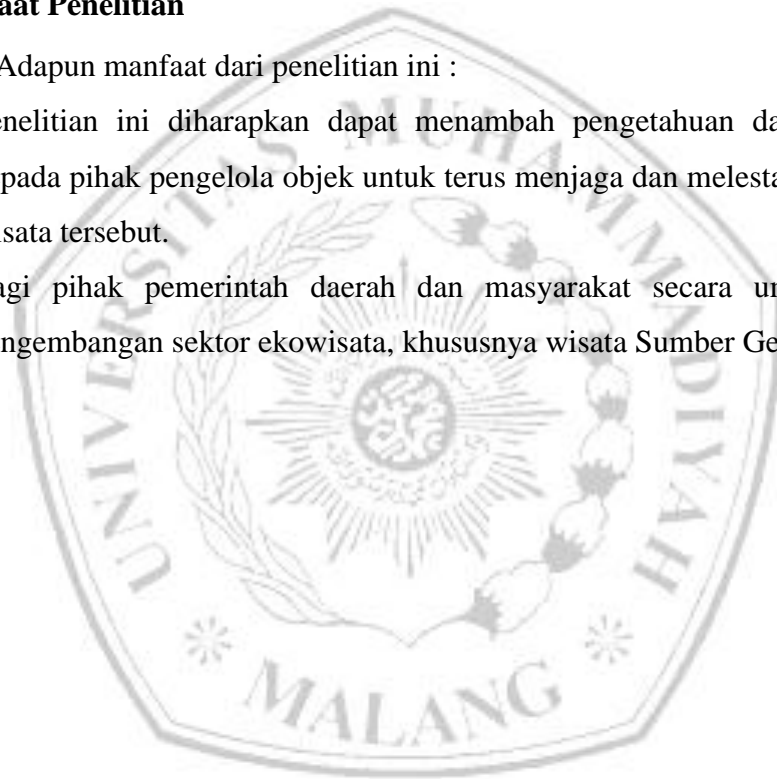 aat Penelitian
Adapun manfaat dari penelitian ini :
enelitian ini diharapkan dapat menambah pengetahuan da
pada pihak pengelola objek untuk terus menjaga dan melesta
isata tersebut.
agi pihak pemerintah daerah dan masyarakat secara un
ngembangan sektor ekowisata, khususnya wisata Sumber Ge
UNIVERSITAS MUHAMMADIYAH
MALANG